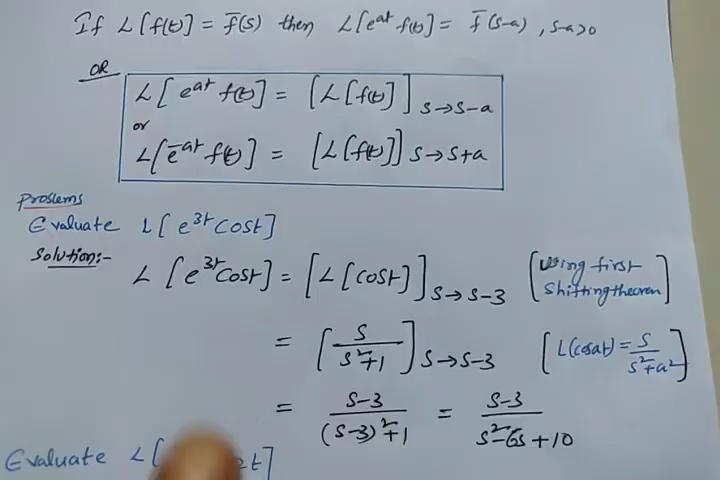 If L[f(t)] = f̄(s) then L[e^{at} f(t)] = f̄(s-a), s-a>0
OR
L[e^{at} f(t)] = [L[f(t)]]_{s→s-a}
or
L[e^{-at} f(t)] = [L[f(t)]]_{s→s+a}
Problems
Evaluate L[e^{3t} Cost]
Solution:-
L[e^{3t} Cost] = [L[cost]]_{s→s-3} [Using first Shifting theorem]
= [s/(s²+1)]_{s→s-3} [L(cosat) = s/(s²+a²)]
= (s-3)/((s-3)²+1) = (s-3)/(s²-6s+10)
Evaluate L[ t]